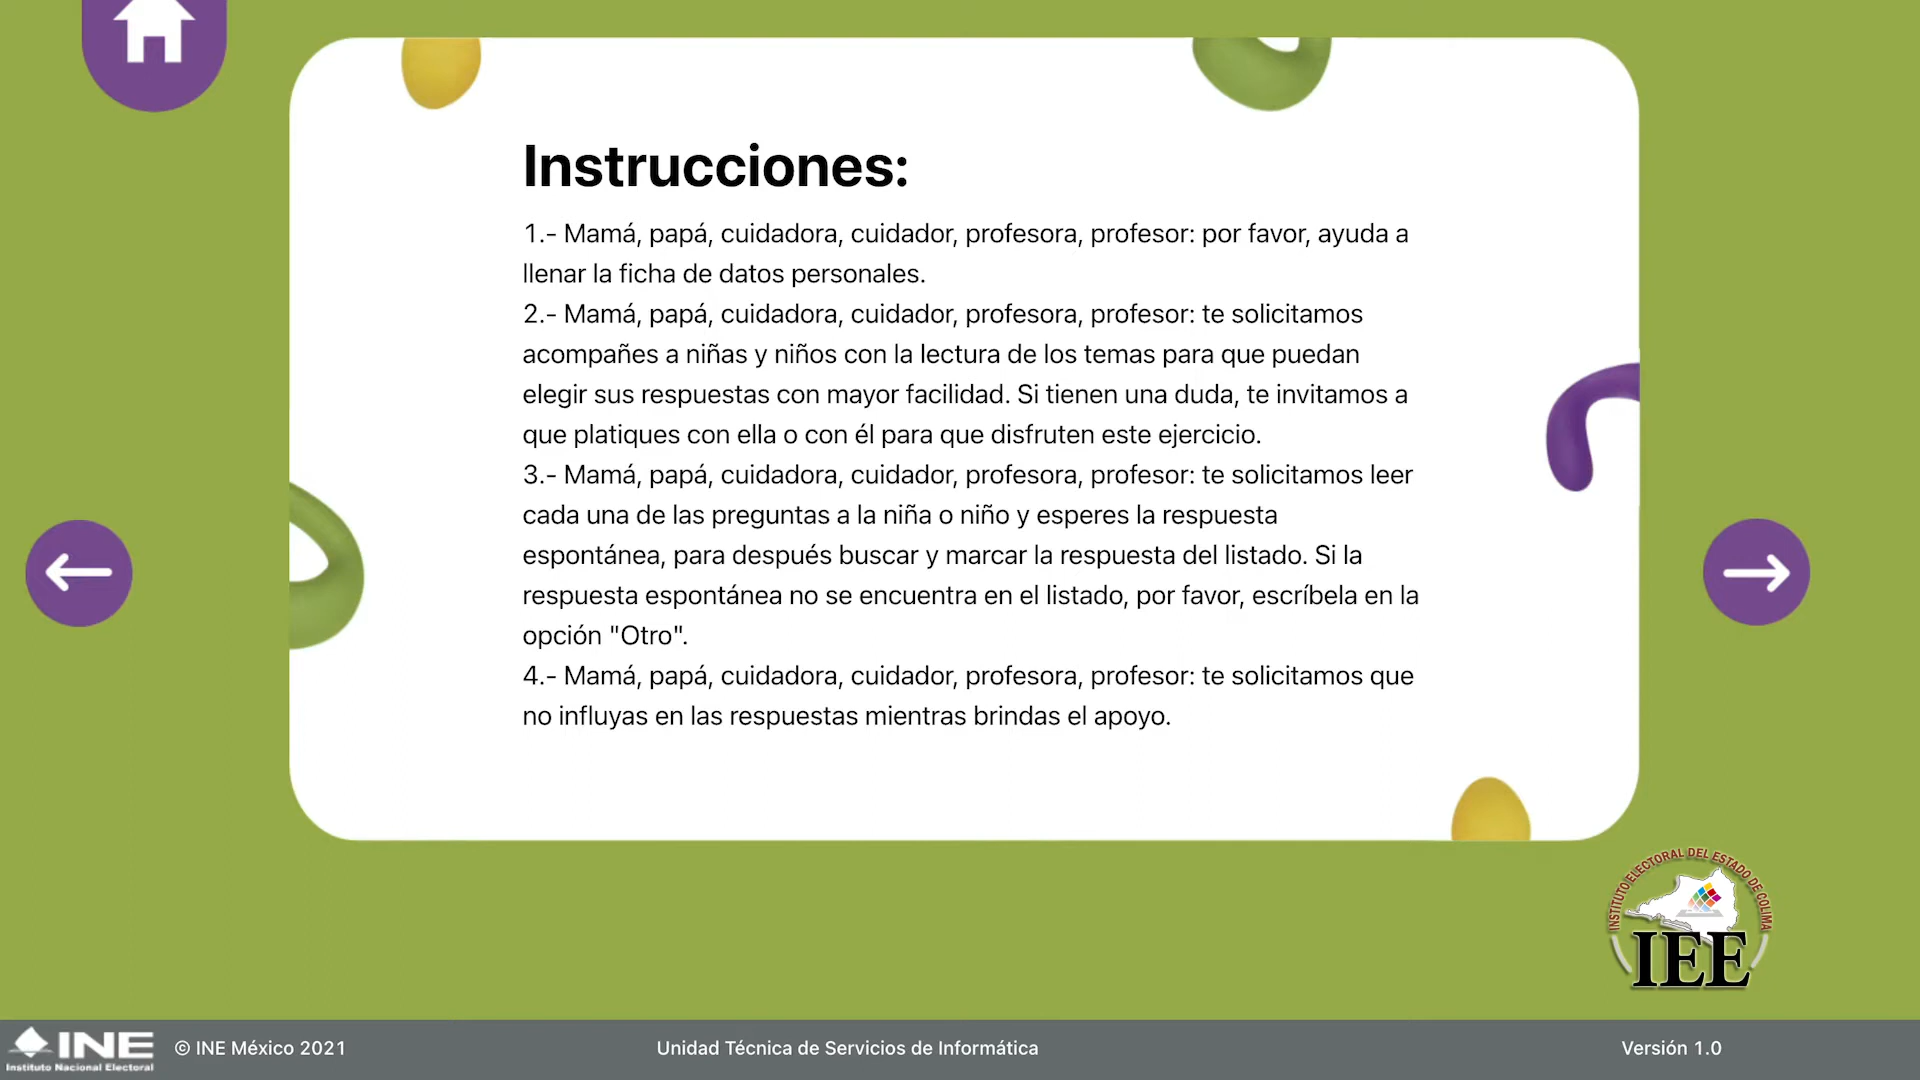 Instrucciones:
1.- Mamá, papá, cuidadora, cuidador, profesora, profesor: por favor, ayuda a
llenar la ficha de datos personales.
2.- Mamá, papá, cuidadora, cuidador, profesora, profesor: te solicitamos
acompañes a niñas y niños con la lectura de los temas para que puedan
elegir sus respuestas con mayor facilidad. Si tienen una duda, te invitamos a
que platiques con ella o con él para que disfruten este ejercicio.
3.- Mamá, papá, cuidadora, cuidador, profesora, profesor: te solicitamos leer
cada una de las preguntas a la niña o niño y esperes la respuesta
espontánea, para después buscar y marcar la respuesta del listado. Si la
respuesta espontánea no se encuentra en el listado, por favor, escríbela en la
opción "Otro".
4.- Mamá, papá, cuidadora, cuidador, profesora, profesor: te solicitamos que
no influyas en las respuestas mientras brindas el apoyo.
INSTITUTO ELECTORAL DEL ESTADO DE COLIMA
IEE
INE
Instituto Nacional Electoral
© INE México 2021
Unidad Técnica de Servicios de Informática
Versión 1.0